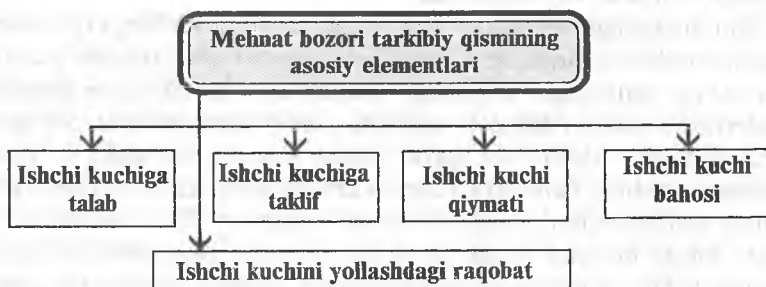 Mehnat bozori tarkibiy qismining
asosiy elementlari
Ishchi kuchiga
talab
Ishchi kuchiga
taklif
Ishchi kuchi
qiymati
Ishchi kuchi
bahosi
Ishchi kuchini yollashdagi raqobat